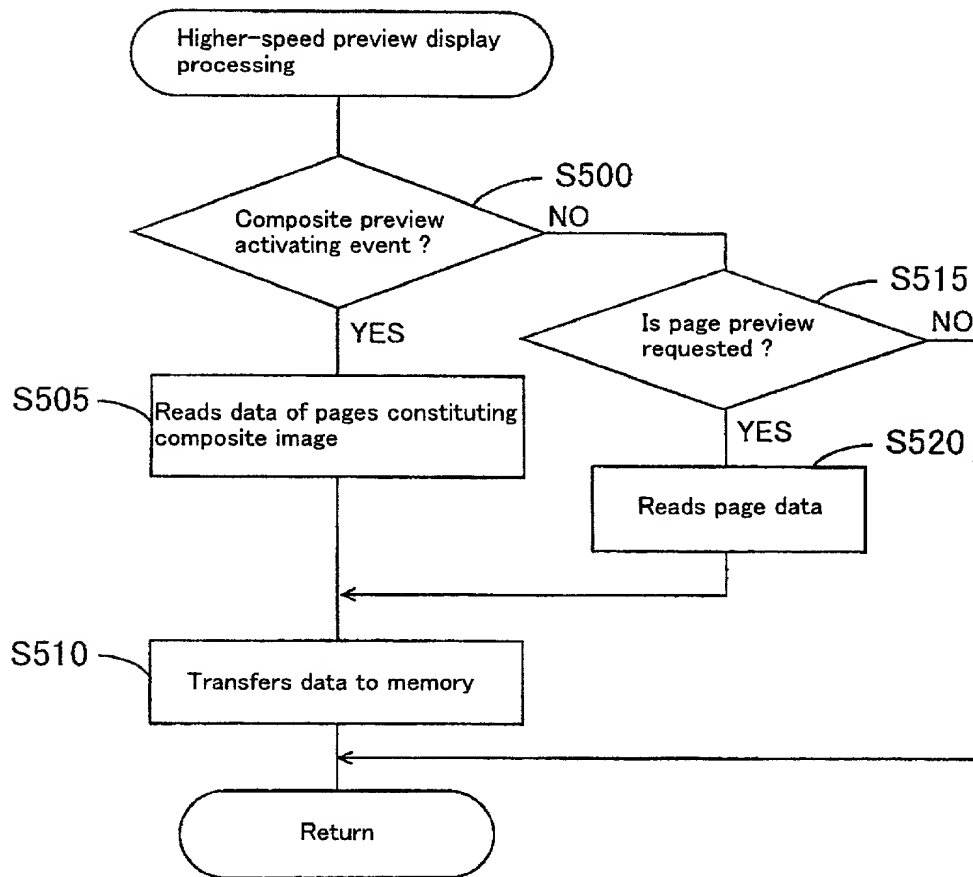 Higher-speed preview display
processing
S500
Composite preview
activating event ?
NO
S515
Is page preview
requested ?
NO
YES
S505
Reads data of pages constituting
composite image
YES
S520
Reads page data
S510
Transfers data to memory
Return